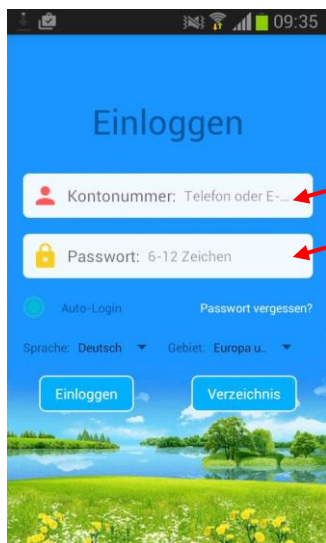 09:35
Einloggen
Kontonummer: Telefon oder E-...
Passwort: 6-12 Zeichen
Auto-Login Passwort vergessen?
Sprache: Deutsch Gebiet: Europa u..
Einloggen Verzeichnis